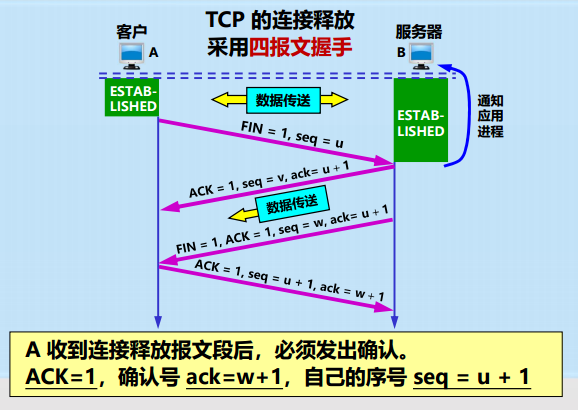 TCP 的连接释放
采用四报文握手
客户
A
服务器
B
ESTAB-
LISHED
数据传送
ESTAB-
LISHED
通知
应用
进程
FIN = 1, seq = u
ACK = 1, seq = v, ack= u + 1
数据传送
FIN = 1, ACK = 1, seq = w, ack= u + 1
ACK = 1, seq = u + 1, ack = w + 1
A 收到连接释放报文段后，必须发出确认。
ACK=1，确认号 ack=w+1，自己的序号 seq = u + 1